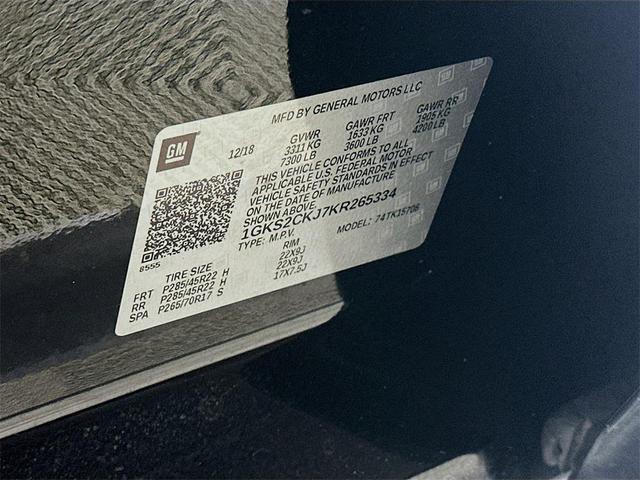 MFD BY GENERAL MOTORS LLC
GM
12/18
GVWR GAWR FRT GAWR RR
3311 KG 1633 KG 1905 KG
7300 LB 3600 LB 4200 LB
THIS VEHICLE CONFORMS TO ALL
APPLICABLE U.S. FEDERAL MOTOR
VEHICLE SAFETY STANDARDS IN EFFECT
ON THE DATE OF MANUFACTURE
SHOWN ABOVE.
1GKS2CKJ7KR265334
TYPE: M.P.V. MODEL: 74TK15706
8555
TIRE SIZE RIM
FRT P285/45R22 H 22X9J
RR P285/45R22 H 22X9J
SPA P265/70R17 S 17X7.5J